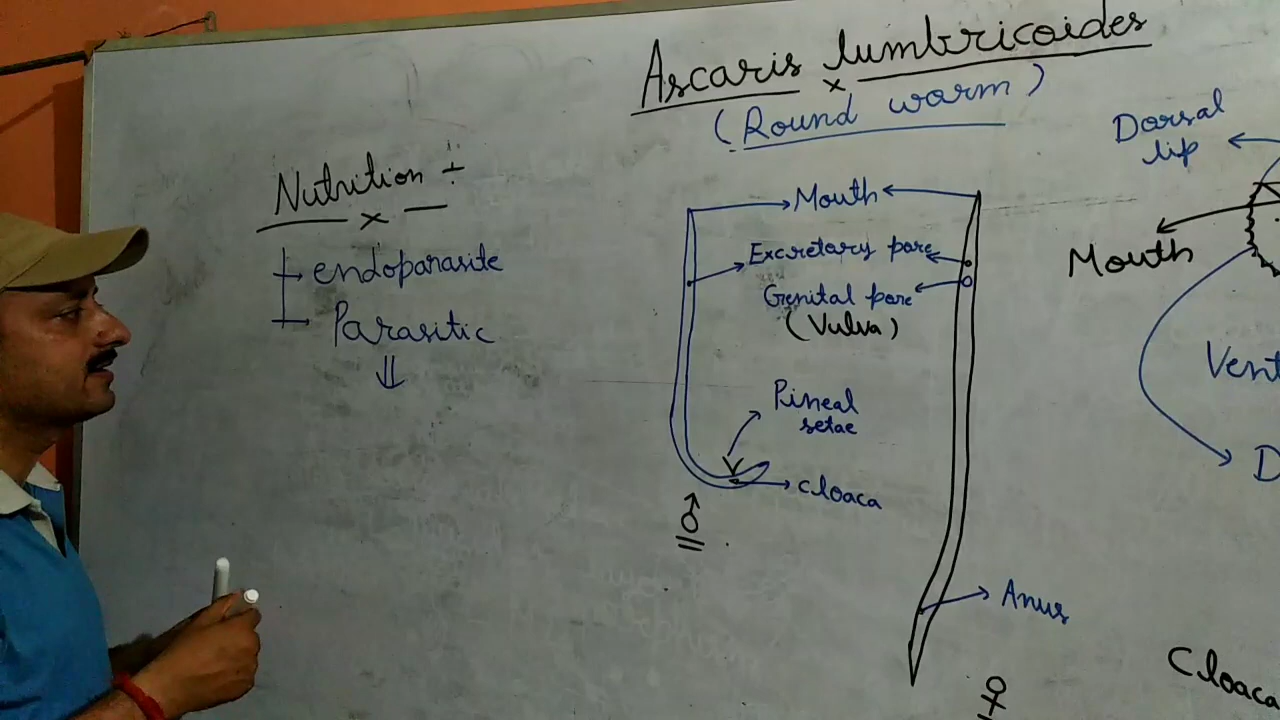 Ascaris lumbricoides
(Round warm)
Nutrition ÷
endoparasite
Parasitic
⇓
Mouth
Excretary pore
Genital pore
(Vulva)
Pineal
setae
cloaca
♂
Anus
♀
Dorsal
lip
Mouth
Vent
D
Cloaca